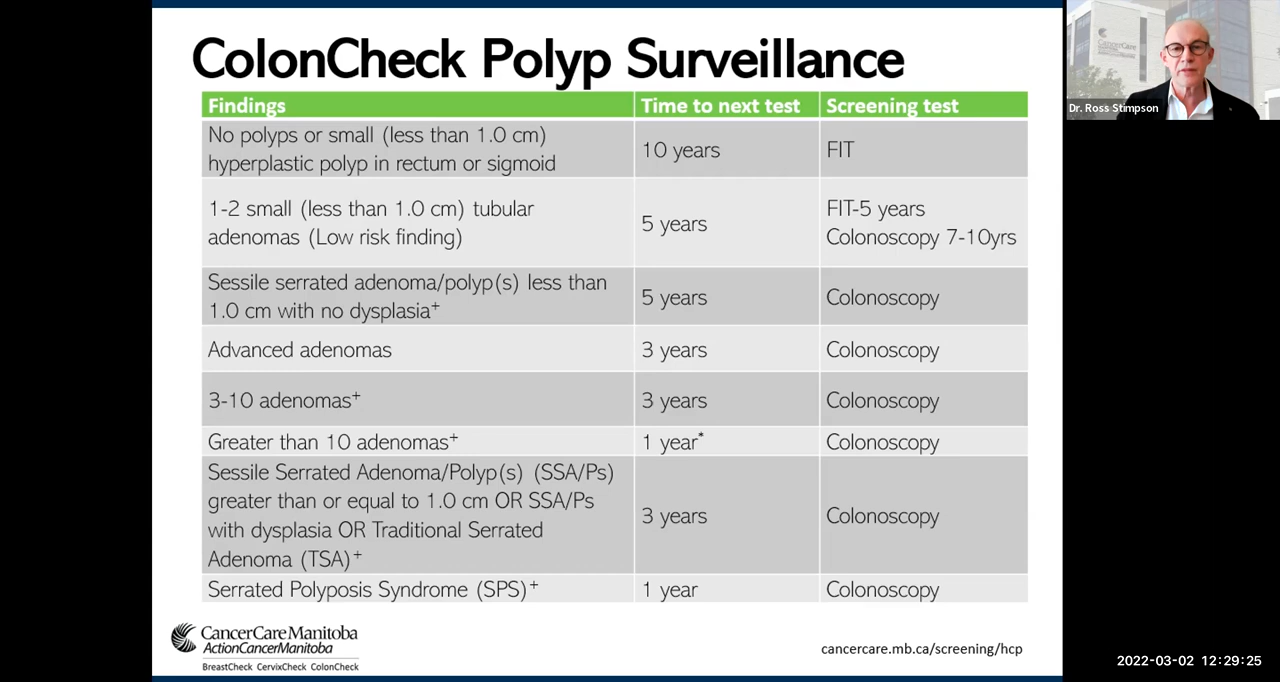 ColonCheck Polyp Surveillance
Findings
Time to next test
Screening test
No polyps or small (less than 1.0 cm)
hyperplastic polyp in rectum or sigmoid
10 years
FIT
1-2 small (less than 1.0 cm) tubular
adenomas (Low risk finding)
5 years
FIT-5 years
Colonoscopy 7-10yrs
Sessile serrated adenoma/polyp(s) less than
1.0 cm with no dysplasia+
5 years
Colonoscopy
Advanced adenomas
3 years
Colonoscopy
3-10 adenomas+
3 years
Colonoscopy
Greater than 10 adenomas+
1 year*
Colonoscopy
Sessile Serrated Adenoma/Polyp(s) (SSA/Ps)
greater than or equal to 1.0 cm OR SSA/Ps
with dysplasia OR Traditional Serrated
Adenoma (TSA)+
3 years
Colonoscopy
Serrated Polyposis Syndrome (SPS)+
1 year
Colonoscopy
CancerCare Manitoba
ActionCancerManitoba
BreastCheck CervixCheck ColonCheck
cancercare.mb.ca/screening/hcp
CancerCare
Dr. Ross Stimpson
2022-03-02 12:29:25